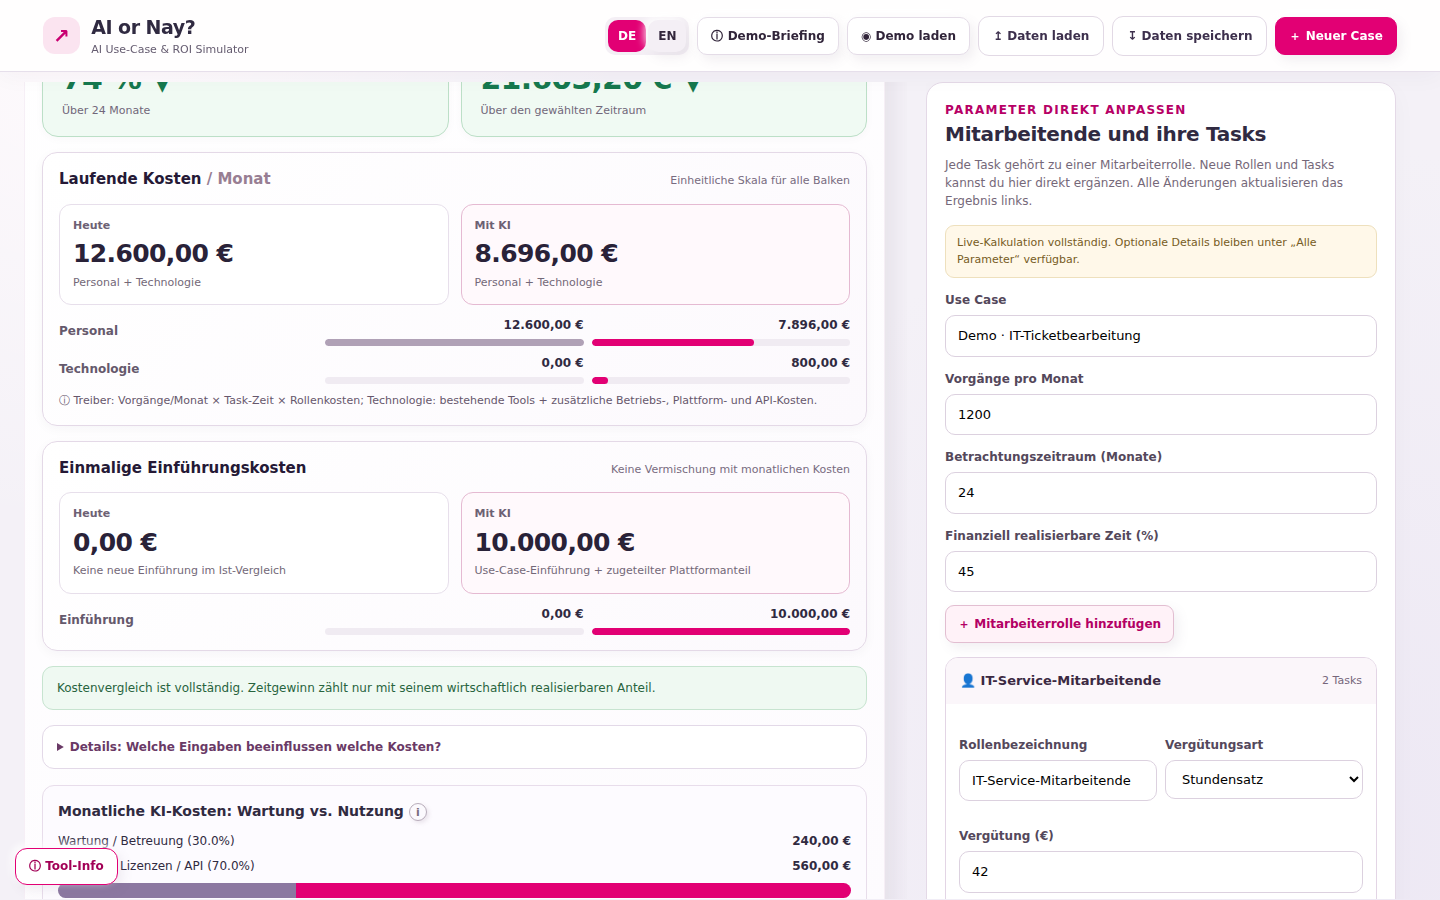 ↗ AI or Nay?
AI Use-Case & ROI Simulator
DE EN ⓘ Demo-Briefing ◉ Demo laden ↥ Daten laden ↧ Daten speichern + Neuer Case
Über 24 Monate
Über den gewählten Zeitraum
Laufende Kosten / Monat
Einheitliche Skala für alle Balken
Heute
12.600,00 €
Personal + Technologie
Mit KI
8.696,00 €
Personal + Technologie
Personal 12.600,00 € 7.896,00 €
Technologie 0,00 € 800,00 €
ⓘ Treiber: Vorgänge/Monat × Task-Zeit × Rollenkosten; Technologie: bestehende Tools + zusätzliche Betriebs-, Plattform- und API-Kosten.
Einmalige Einführungskosten
Keine Vermischung mit monatlichen Kosten
Heute
0,00 €
Keine neue Einführung im Ist-Vergleich
Mit KI
10.000,00 €
Use-Case-Einführung + zugeteilter Plattformanteil
Einführung 0,00 € 10.000,00 €
Kostenvergleich ist vollständig. Zeitgewinn zählt nur mit seinem wirtschaftlich realisierbaren Anteil.
▶ Details: Welche Eingaben beeinflussen welche Kosten?
Monatliche KI-Kosten: Wartung vs. Nutzung i
Wartung / Betreuung (30.0%) 240,00 €
Lizenzen / API (70.0%) 560,00 €
ⓘ Tool-Info
PARAMETER DIREKT ANPASSEN
Mitarbeitende und ihre Tasks
Jede Task gehört zu einer Mitarbeiterrolle. Neue Rollen und Tasks
kannst du hier direkt ergänzen. Alle Änderungen aktualisieren das
Ergebnis links.
Live-Kalkulation vollständig. Optionale Details bleiben unter „Alle
Parameter“ verfügbar.
Use Case
Demo · IT-Ticketbearbeitung
Vorgänge pro Monat
1200
Betrachtungszeitraum (Monate)
24
Finanziell realisierbare Zeit (%)
45
+ Mitarbeiterrolle hinzufügen
👤 IT-Service-Mitarbeitende 2 Tasks
Rollenbezeichnung Vergütungsart
IT-Service-Mitarbeitende Stundensatz
Vergütung (€)
42